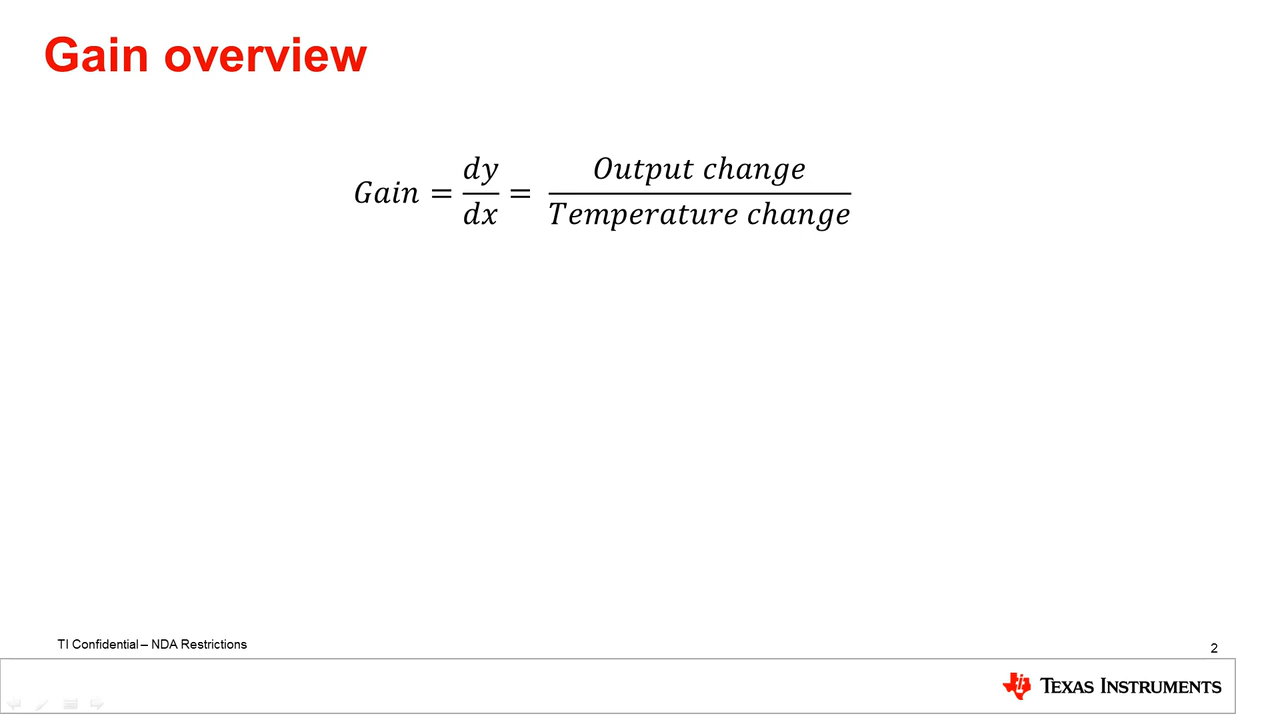 Gain overview
Gain = dy/dx = Output change/Temperature change
TI Confidential – NDA Restrictions
2
TEXAS INSTRUMENTS